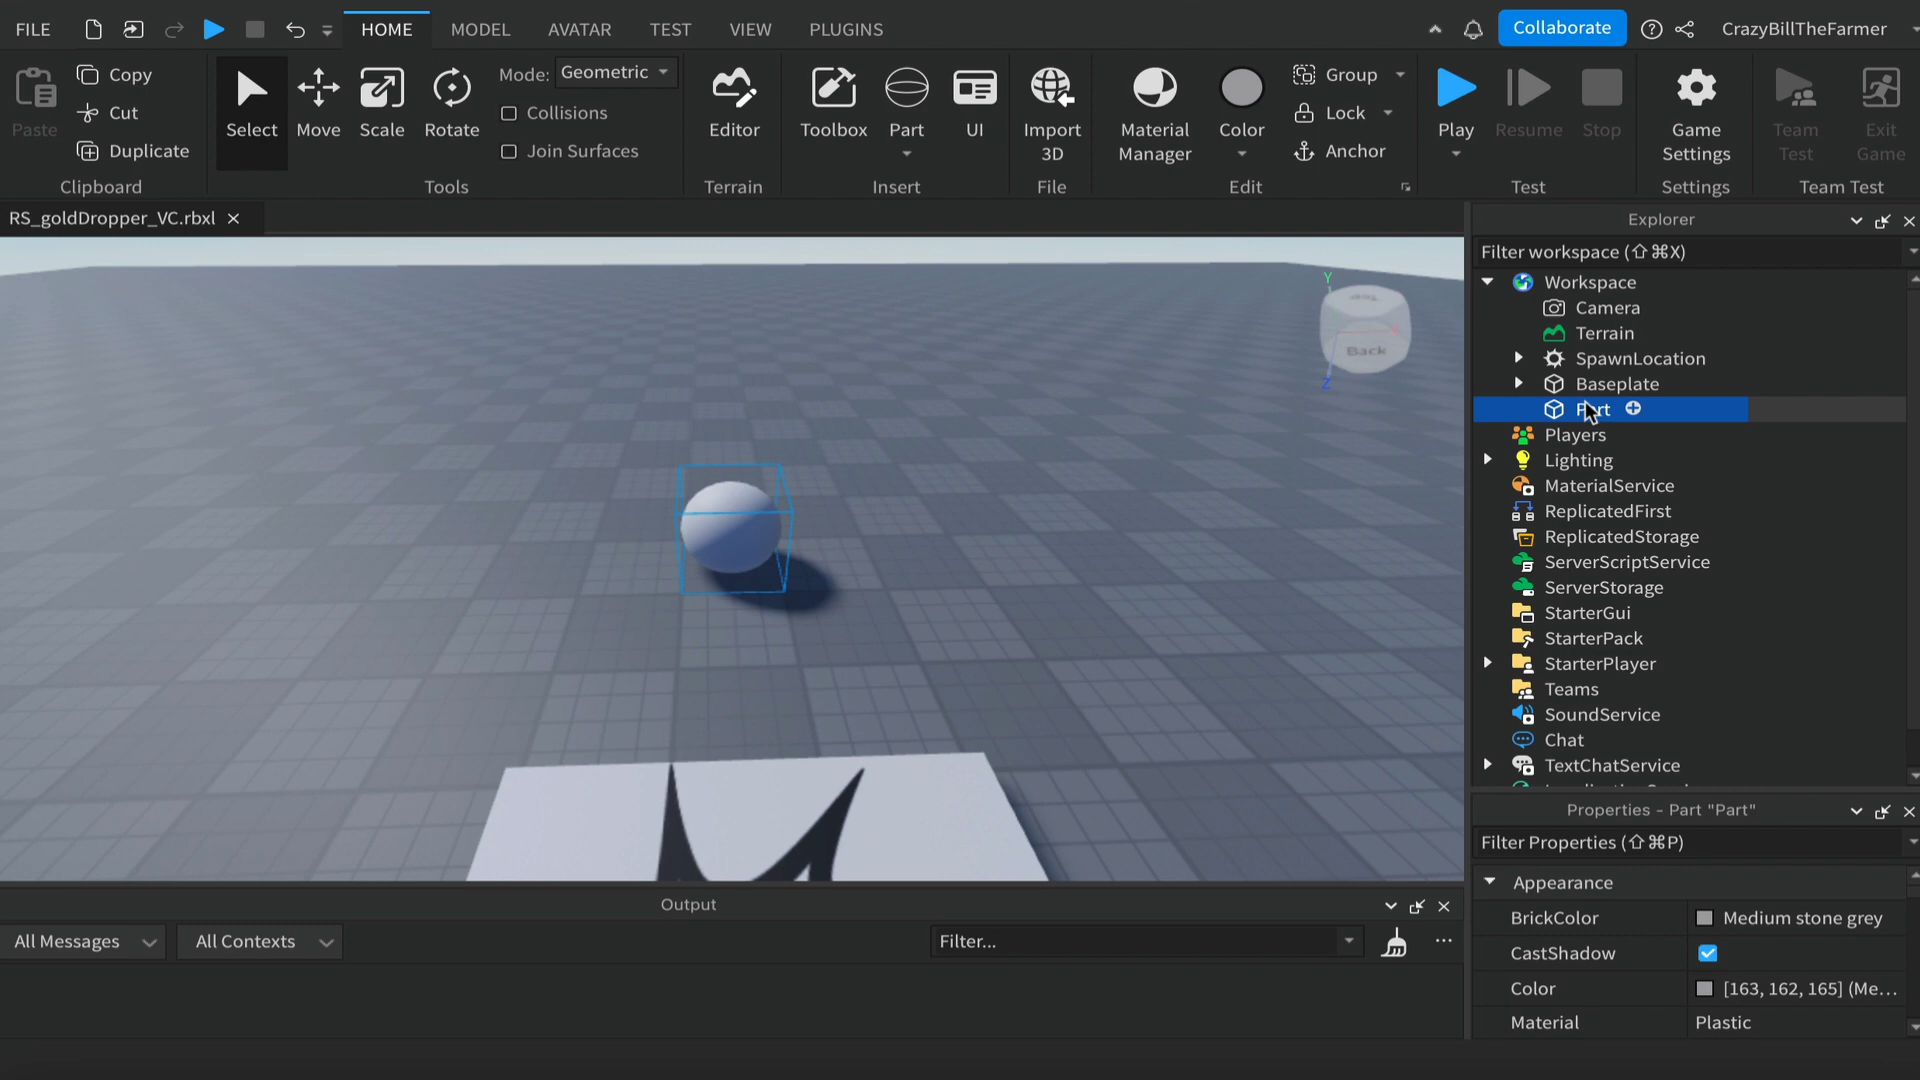 FILE
HOME
MODEL
AVATAR
TEST
VIEW
PLUGINS
Collaborate
CrazyBillTheFarmer
Paste
Copy
Cut
Duplicate
Clipboard
Select
Move
Scale
Rotate
Mode: Geometric
Collisions
Join Surfaces
Tools
Editor
Terrain
Toolbox
Part
UI
Insert
Import
3D
File
Material
Manager
Color
Group
Lock
Anchor
Edit
Play
Resume
Stop
Test
Game
Settings
Settings
Team
Test
Exit
Game
Team Test
RS_goldDropper_VC.rbxl
Y
Back
Z
Explorer
Filter workspace (⇧⌘X)
Workspace
Camera
Terrain
SpawnLocation
Baseplate
Part
Players
Lighting
MaterialService
ReplicatedFirst
ReplicatedStorage
ServerScriptService
ServerStorage
StarterGui
StarterPack
StarterPlayer
Teams
SoundService
Chat
TextChatService
Properties - Part "Part"
Filter Properties (⇧⌘P)
Appearance
BrickColor Medium stone grey
CastShadow
Color [163, 162, 165] (Me...
Material Plastic
Output
All Messages
All Contexts
Filter...